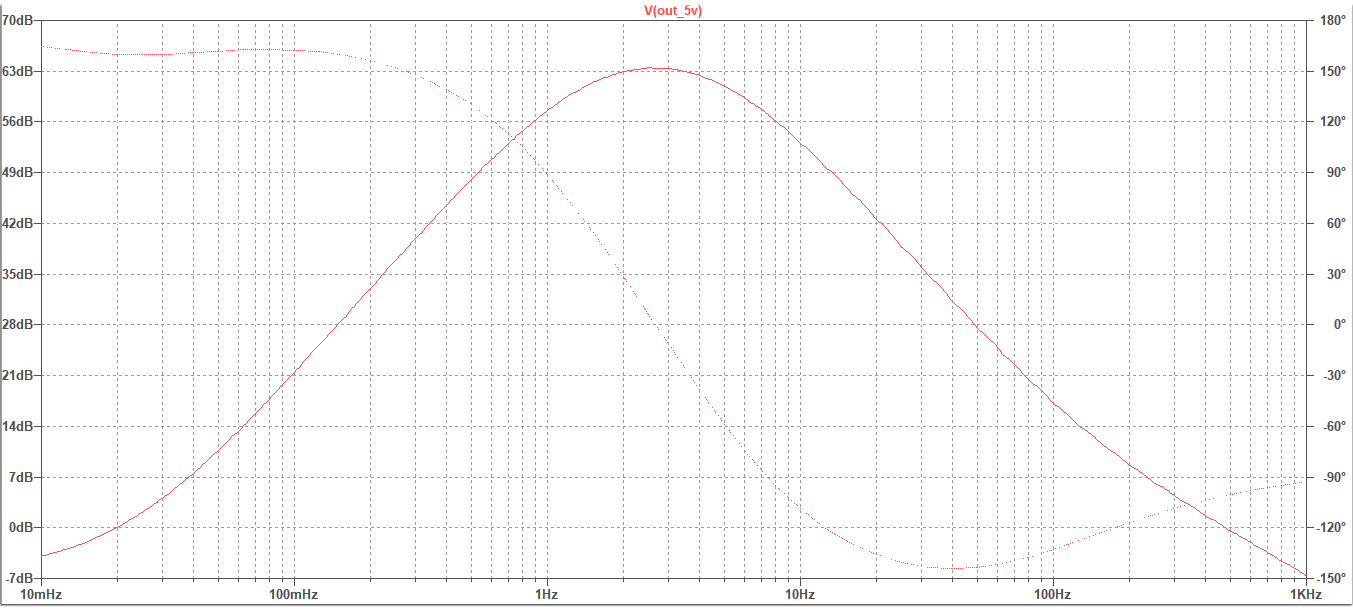 V(out_5v)
70dB
63dB
56dB
49dB
42dB
35dB
28dB
21dB
14dB
7dB
0dB
-7dB
180°
150°
120°
90°
60°
30°
0°
-30°
-60°
-90°
-120°
-150°
10mHz 100mHz 1Hz 10Hz 100Hz 1KHz